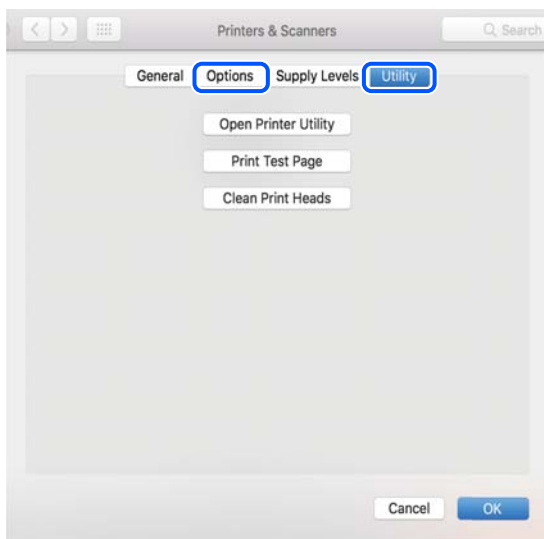 Printers & Scanners Search
General Options Supply Levels Utility
Open Printer Utility
Print Test Page
Clean Print Heads
Cancel OK